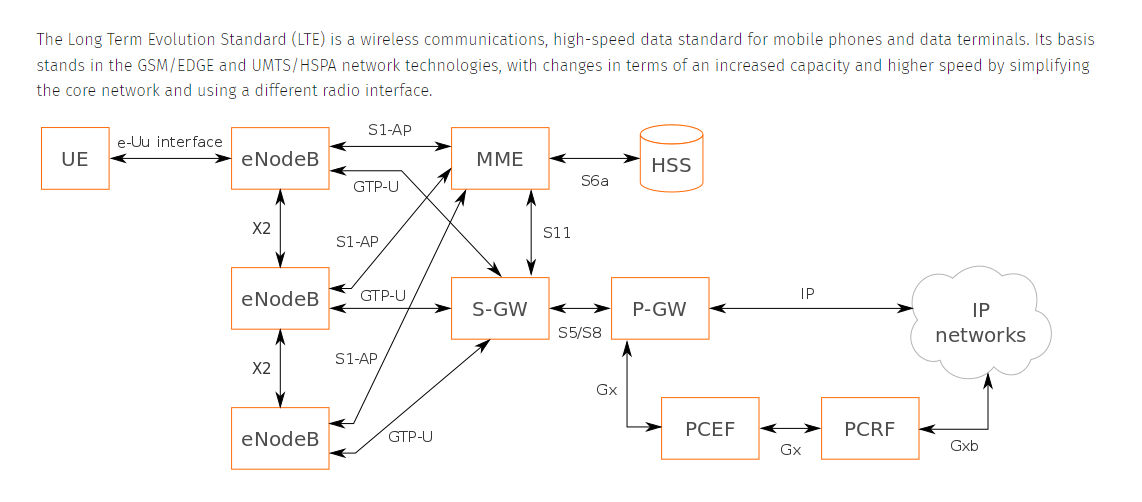 The Long Term Evolution Standard (LTE) is a wireless communications, high-speed data standard for mobile phones and data terminals. Its basis
stands in the GSM/EDGE and UMTS/HSPA network technologies, with changes in terms of an increased capacity and higher speed by simplifying
the core network and using a different radio interface.
S1-AP
e-Uu interface
UE
eNodeB
MME
HSS
S6a
GTP-U
X2
S1-AP
S11
eNodeB
GTP-U
S-GW
S5/S8
P-GW
IP
IP
networks
X2
S1-AP
Gx
eNodeB
GTP-U
PCEF
Gx
PCRF
Gxb